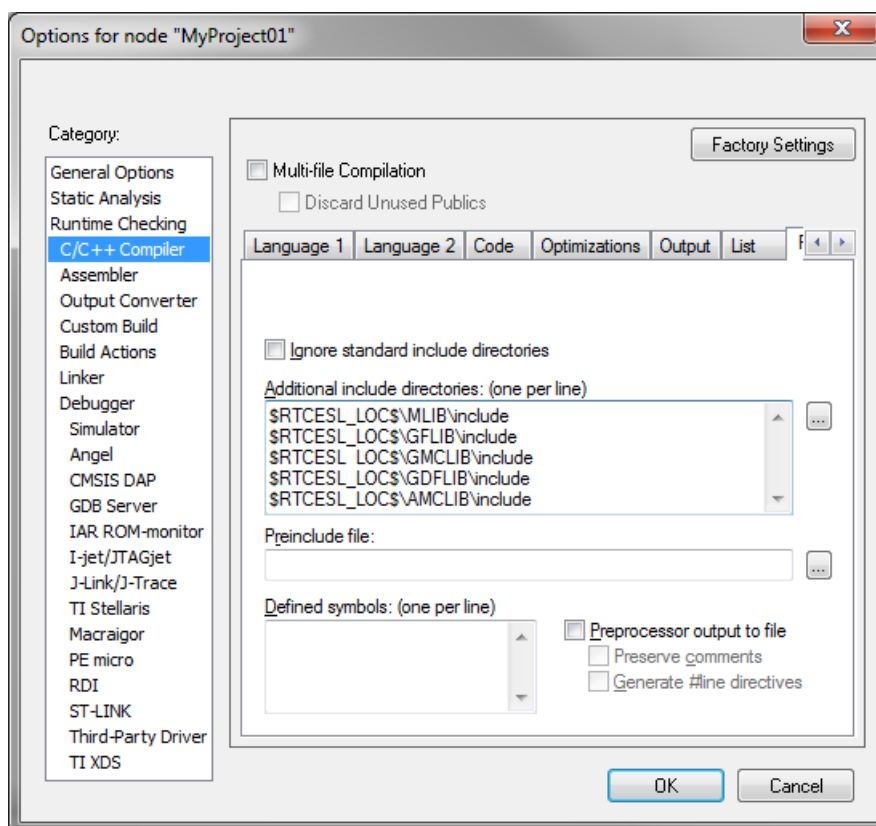 Options for node "MyProject01"
Category:
General Options
Static Analysis
Runtime Checking
C/C++ Compiler
Assembler
Output Converter
Custom Build
Build Actions
Linker
Debugger
Simulator
Angel
CMSIS DAP
GDB Server
IAR ROM-monitor
I-jet/JTAGjet
J-Link/J-Trace
TI Stellaris
Macraigor
PE micro
RDI
ST-LINK
Third-Party Driver
TI XDS
Factory Settings
Multi-file Compilation
Discard Unused Publics
Language 1 Language 2 Code Optimizations Output List
Ignore standard include directories
Additional include directories: (one per line)
$RTCESL_LOC$\MLIB\include
$RTCESL_LOC$\GFLIB\include
$RTCESL_LOC$\GMCLIB\include
$RTCESL_LOC$\GDFLIB\include
$RTCESL_LOC$\AMCLIB\include
...
Preinclude file:
...
Defined symbols: (one per line)
Preprocessor output to file
Preserve comments
Generate #line directives
OK Cancel